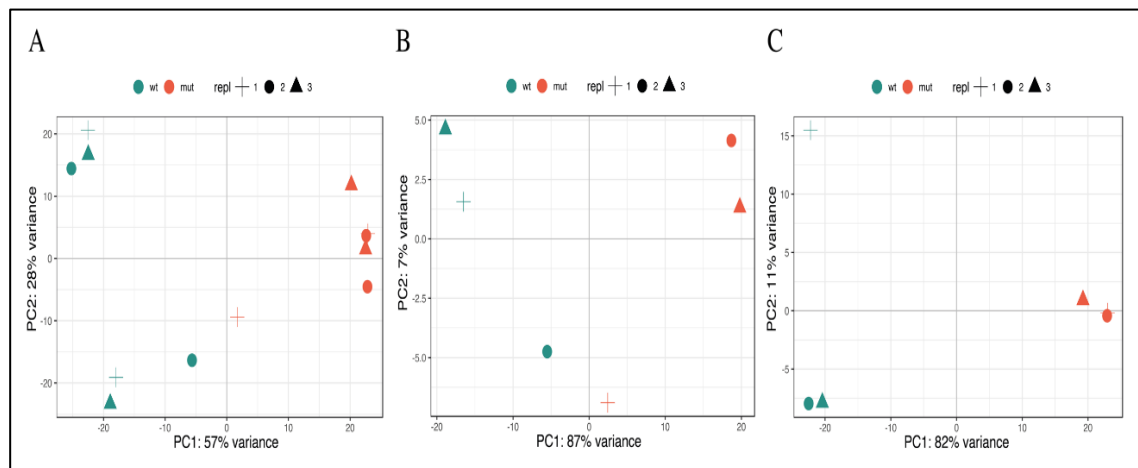 A
wt mut repl 1 2 3
PC2: 28% variance
20
10
0
-10
-20
-20 -10 0 10 20
PC1: 57% variance
B
wt mut repl 1 2 3
PC2: 7% variance
5.0
2.5
0.0
-2.5
-5.0
-20 -10 0 10 20
PC1: 87% variance
C
wt mut repl 1 2 3
PC2: 11% variance
15
10
5
0
-5
-20 -10 0 10 20
PC1: 82% variance